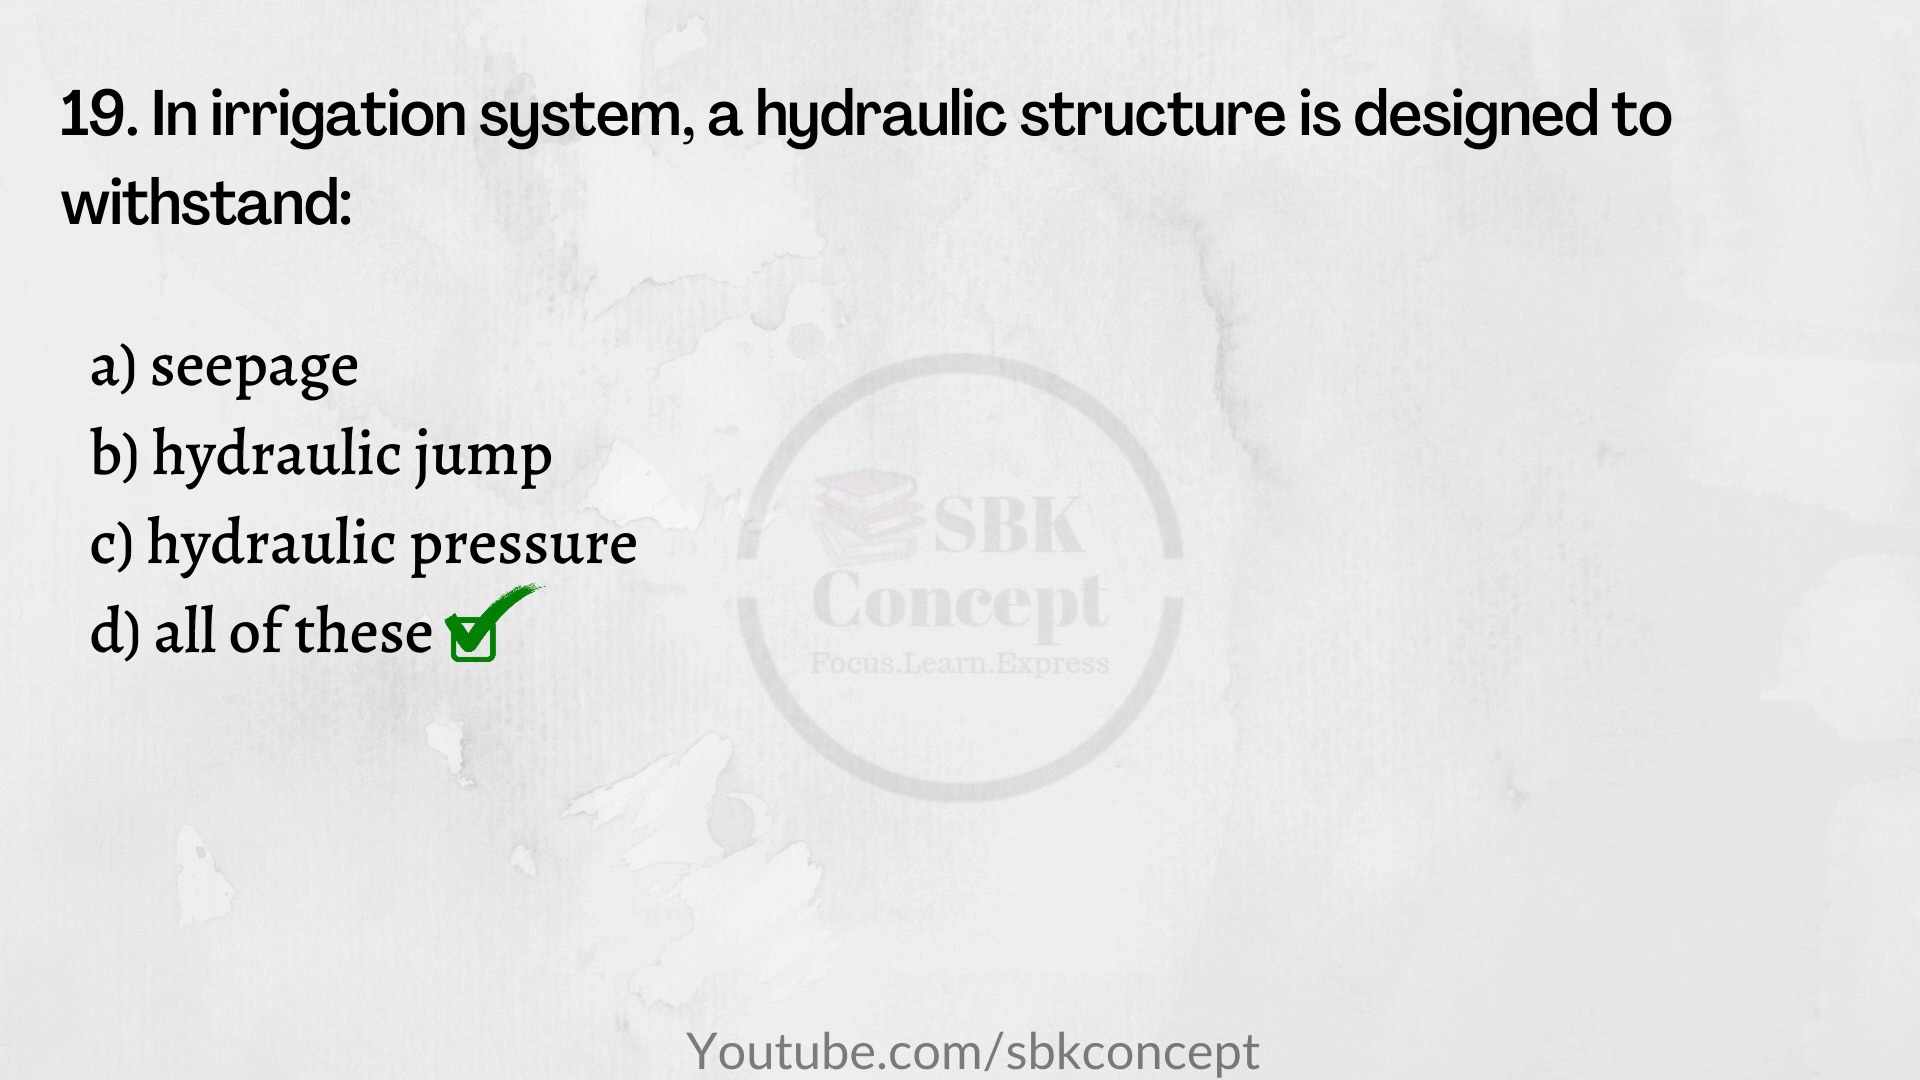 19. In irrigation system, a hydraulic structure is designed to
withstand:
a) seepage
b) hydraulic jump
c) hydraulic pressure
d) all of these
SBK
Concept
Focus.Learn.Express
Youtube.com/sbkconcept